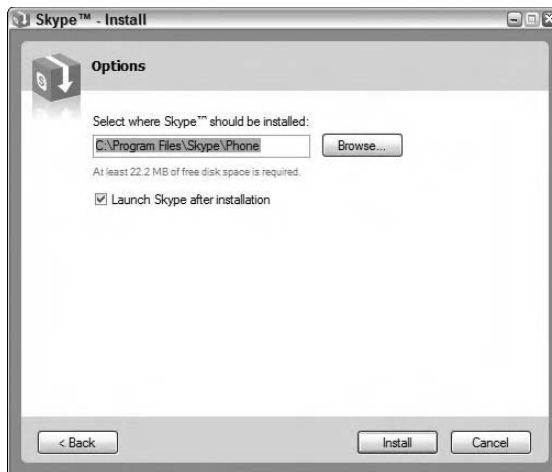 Skype™ - Install
Options
Select where Skype™ should be installed:
C:\Program Files\Skype\Phone
Browse...
At least 22.2 MB of free disk space is required.
Launch Skype after installation
< Back
Install
Cancel